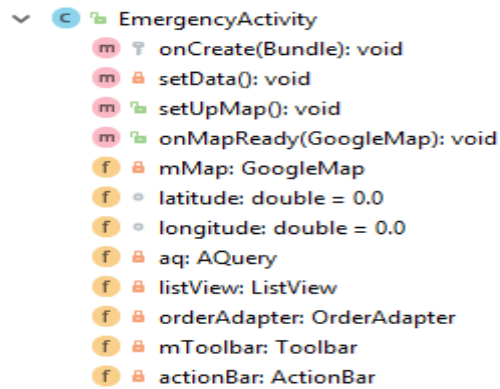 C EmergencyActivity
m onCreate(Bundle): void
m setData(): void
m setUpMap(): void
m onMapReady(GoogleMap): void
f mMap: GoogleMap
f latitude: double = 0.0
f longitude: double = 0.0
f aq: AQuery
f listView: ListView
f orderAdapter: OrderAdapter
f mToolbar: Toolbar
f actionBar: ActionBar